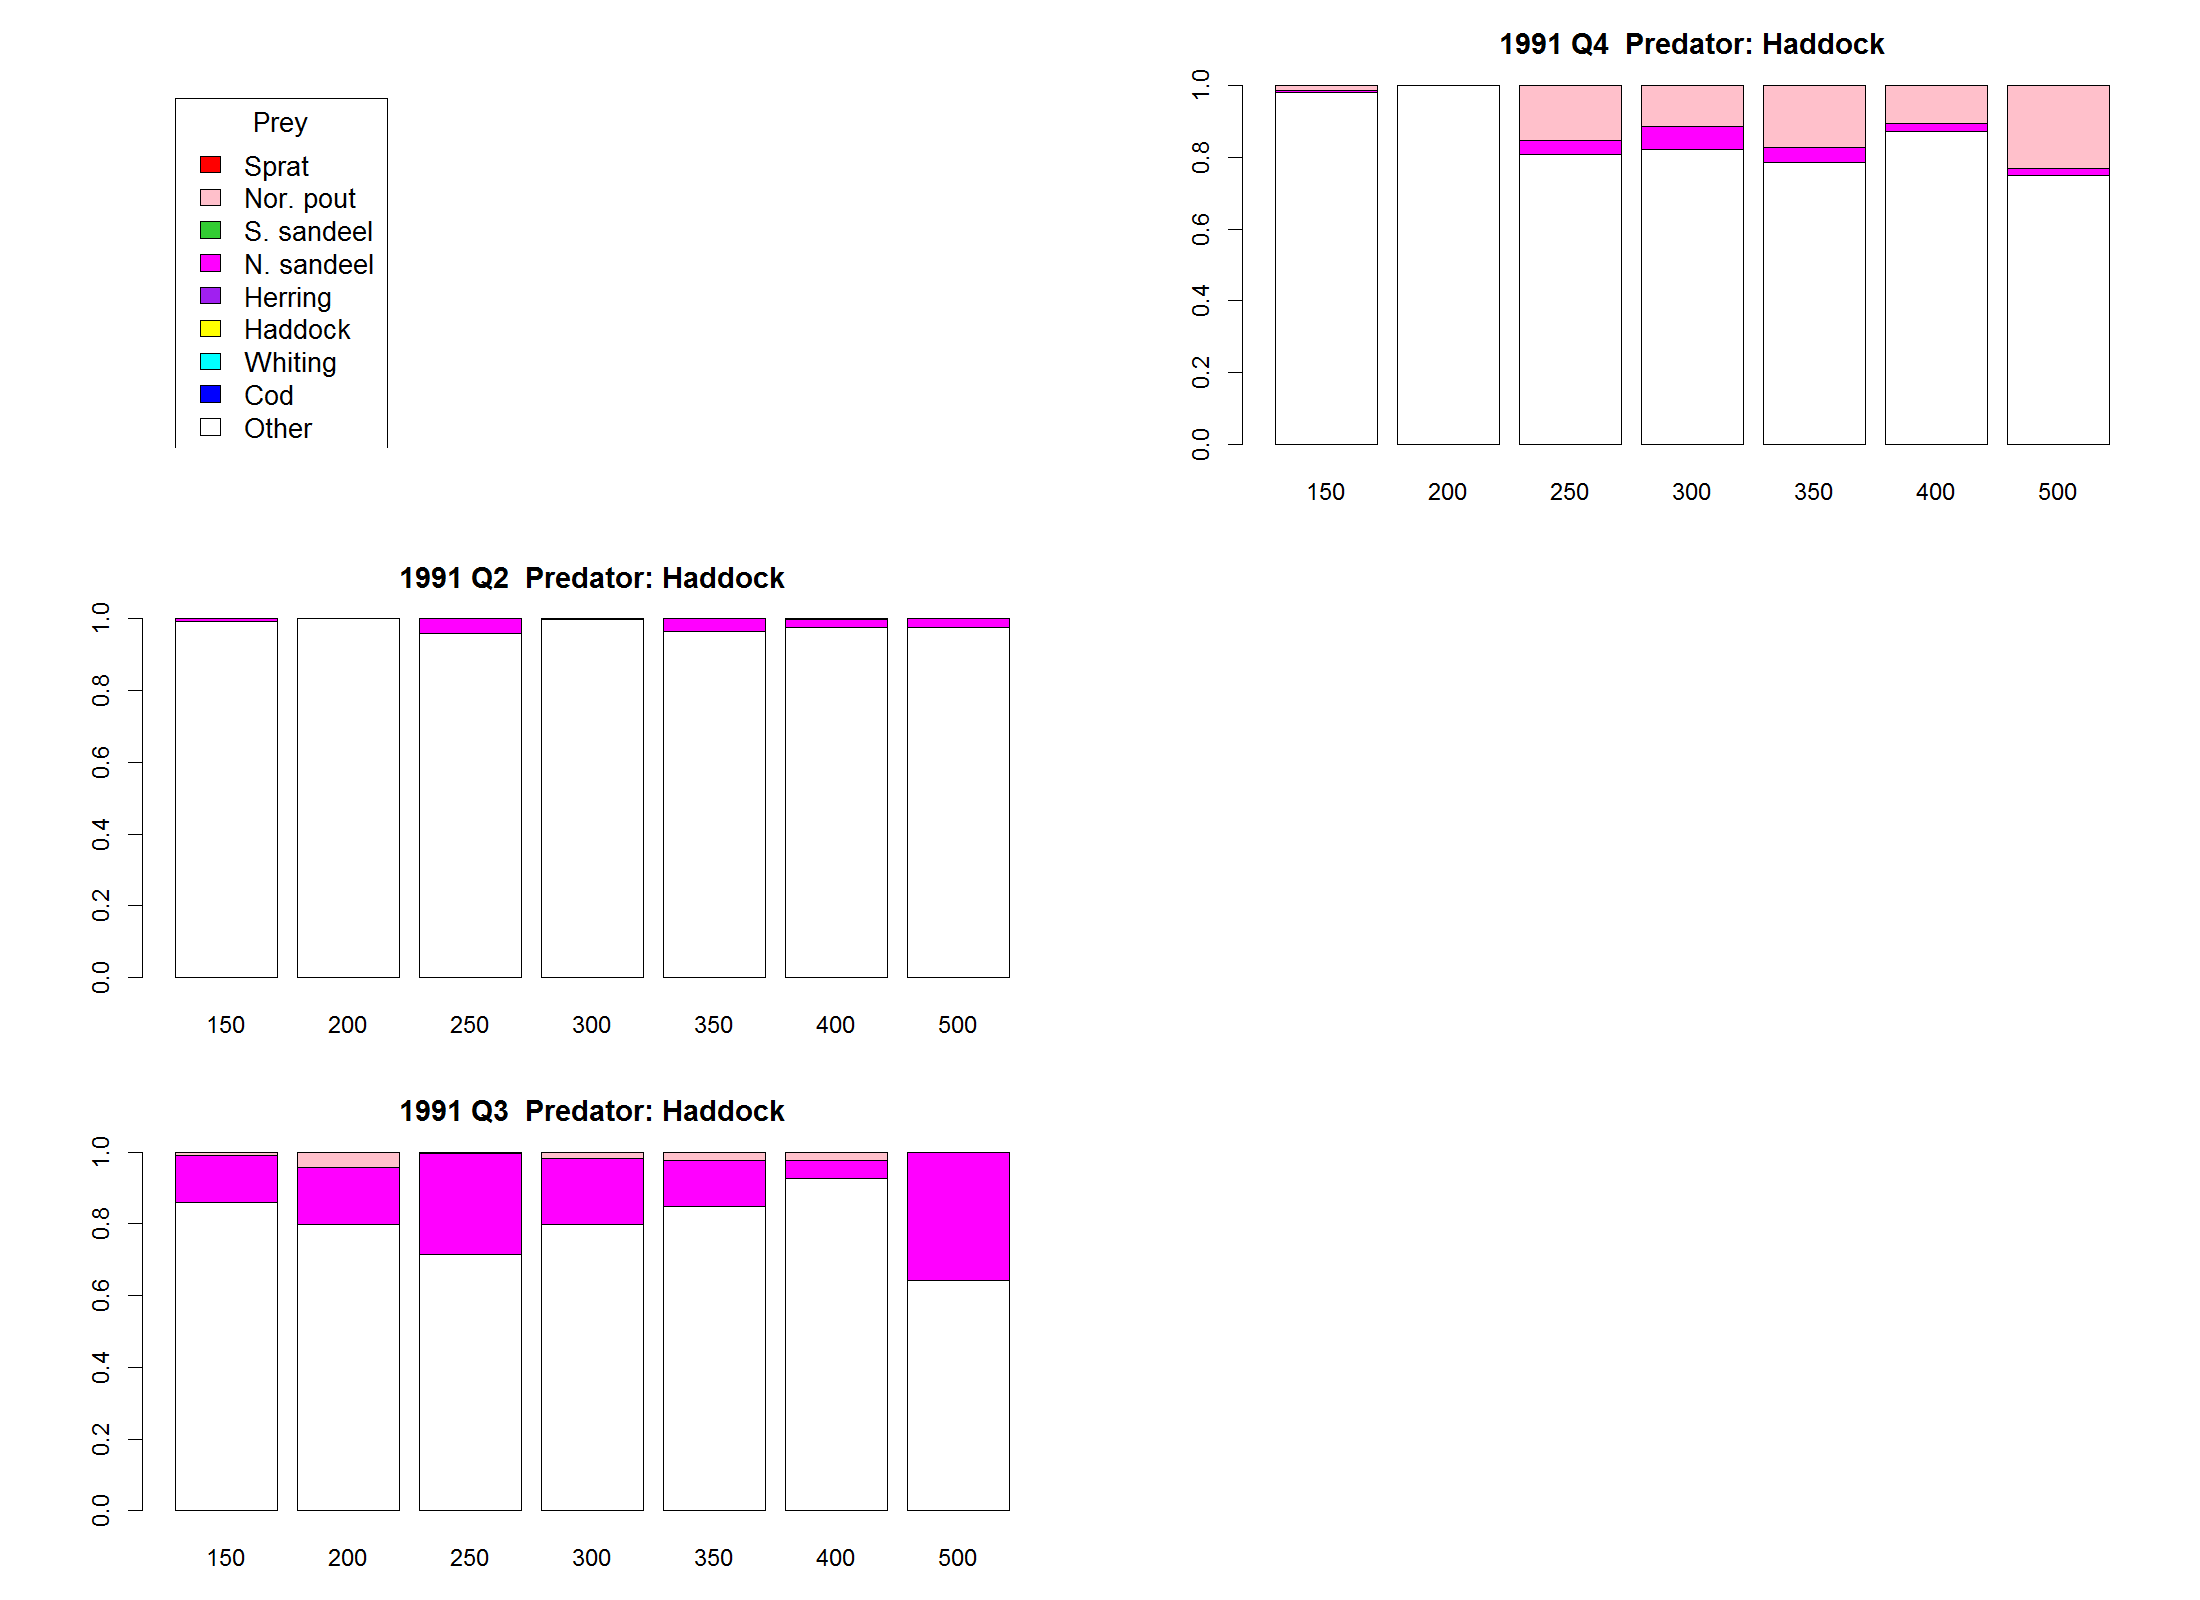 Prey
Sprat
Nor. pout
S. sandeel
N. sandeel
Herring
Haddock
Whiting
Cod
Other
1991 Q4  Predator: Haddock
1.0
0.8
0.6
0.4
0.2
0.0
150 200 250 300 350 400 500
1991 Q2  Predator: Haddock
1.0
0.8
0.6
0.4
0.2
0.0
150 200 250 300 350 400 500
1991 Q3  Predator: Haddock
1.0
0.8
0.6
0.4
0.2
0.0
150 200 250 300 350 400 500